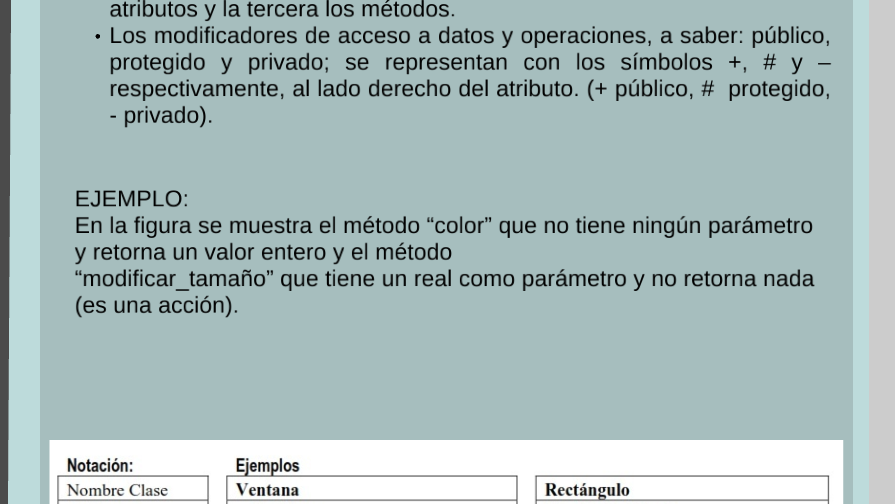 atributos y la tercera los métodos.
• Los modificadores de acceso a datos y operaciones, a saber: público,
protegido y privado; se representan con los símbolos +, # y –
respectivamente, al lado derecho del atributo. (+ público, # protegido,
- privado).
EJEMPLO:
En la figura se muestra el método “color” que no tiene ningún parámetro
y retorna un valor entero y el método
“modificar_tamaño” que tiene un real como parámetro y no retorna nada
(es una acción).
Notación: Ejemplos
Nombre Clase Ventana Rectángulo